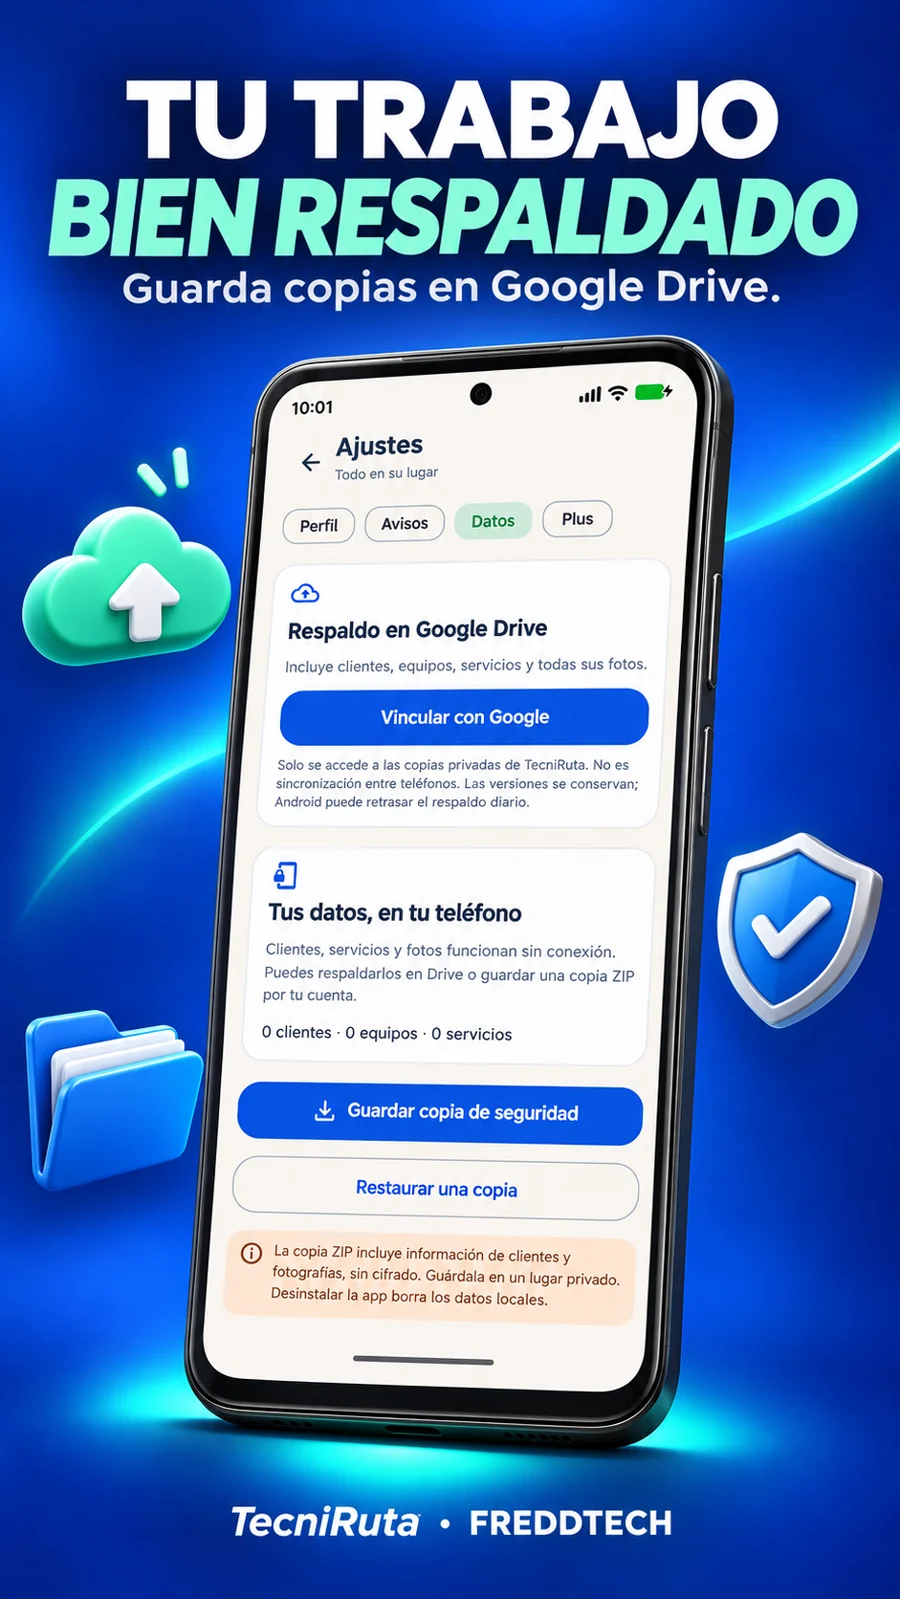 TU TRABAJO
BIEN RESPALDADO
Guarda copias en Google Drive.
10:01
Ajustes
Todo en su lugar
Perfil
Avisos
Datos
Plus
Respaldo en Google Drive
Incluye clientes, equipos, servicios y todas sus fotos.
Vincular con Google
Solo se accede a las copias privadas de TecniRuta. No es
sincronización entre teléfonos. Las versiones se conservan;
Android puede retrasar el respaldo diario.
Tus datos, en tu teléfono
Clientes, servicios y fotos funcionan sin conexión.
Puedes respaldarlos en Drive o guardar una copia ZIP
por tu cuenta.
0 clientes · 0 equipos · 0 servicios
Guardar copia de seguridad
Restaurar una copia
La copia ZIP incluye información de clientes y
fotografías, sin cifrado. Guárdala en un lugar privado.
Desinstalar la app borra los datos locales.
TecniRuta • FREDDTECH